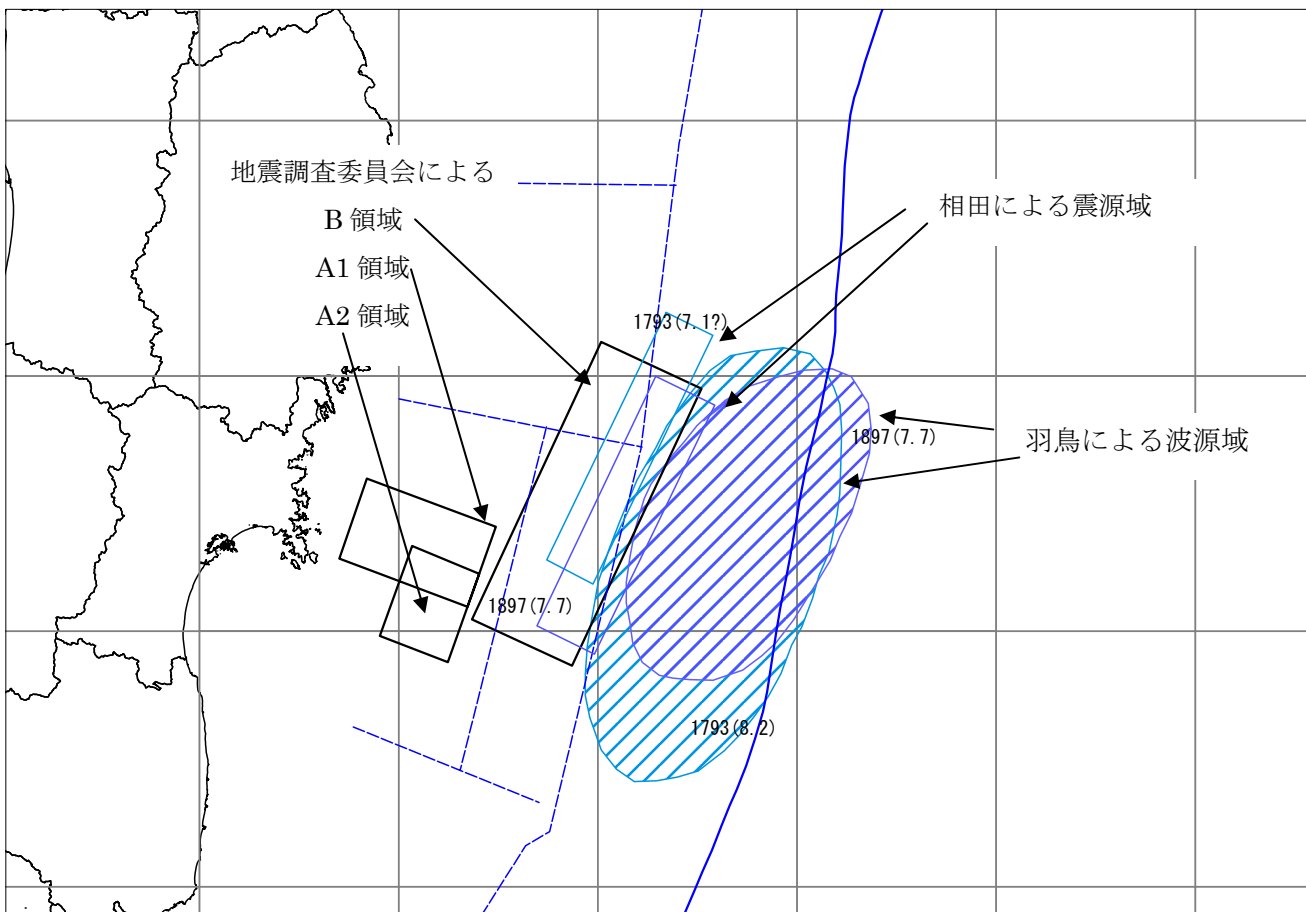 地震調査委員会による
B 領域
A1 領域
A2 領域
相田による震源域
1793(7.1?)
1897(7.7)
羽鳥による波源域
1897(7.7)
1793(8.2)